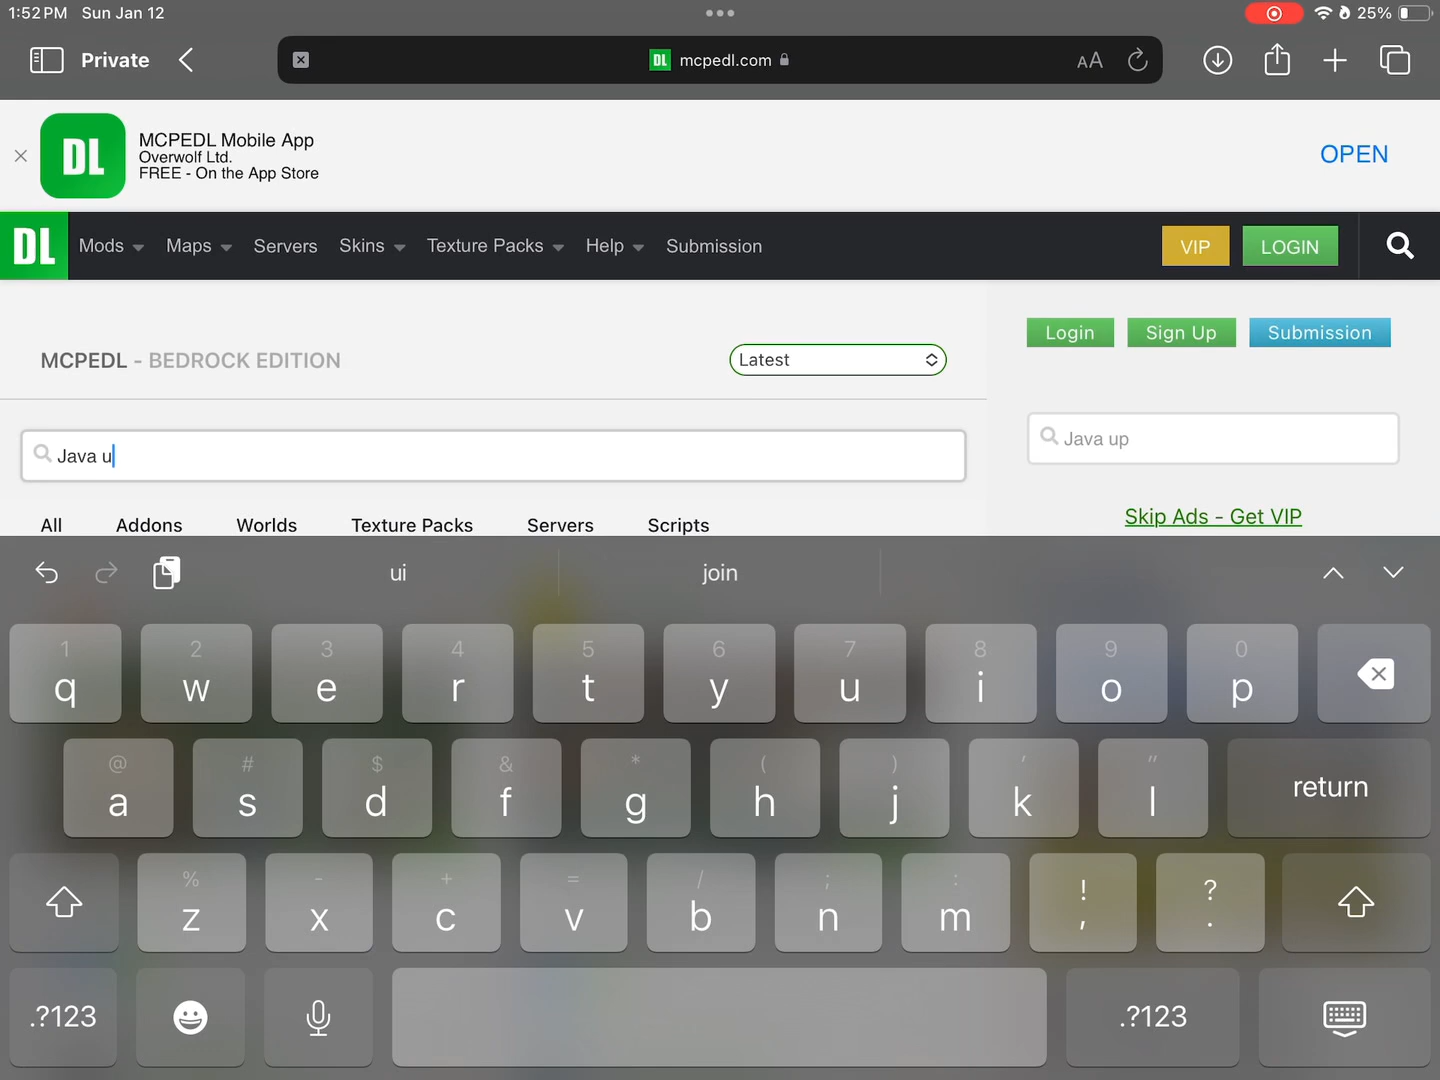 1:52 PM Sun Jan 12
25%
Private
DL mcpedl.com
AA
DL
MCPEDL Mobile App
Overwolf Ltd.
FREE - On the App Store
OPEN
DL Mods Maps Servers Skins Texture Packs Help Submission
VIP LOGIN
Login Sign Up Submission
MCPEDL - BEDROCK EDITION
Latest
Java u
Java up
All Addons Worlds Texture Packs Servers Scripts
Skip Ads - Get VIP
ui join
1 2 3 4 5 6 7 8 9 0
q w e r t y u i o p
@ # $ & * ( ) ' "
a s d f g h j k l return
% - + = / ; : ! ?
z x c v b n m , .
.?123 .?123